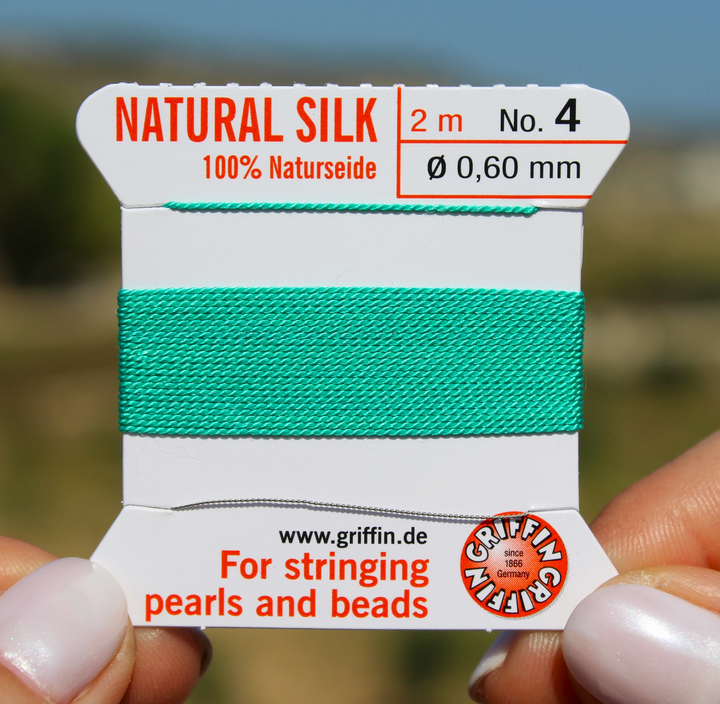 NATURAL SILK
100% Naturseide
2 m No. 4
Ø 0,60 mm
www.griffin.de
For stringing
pearls and beads
GRIFFIN GRIFFIN
since
1866
Germany